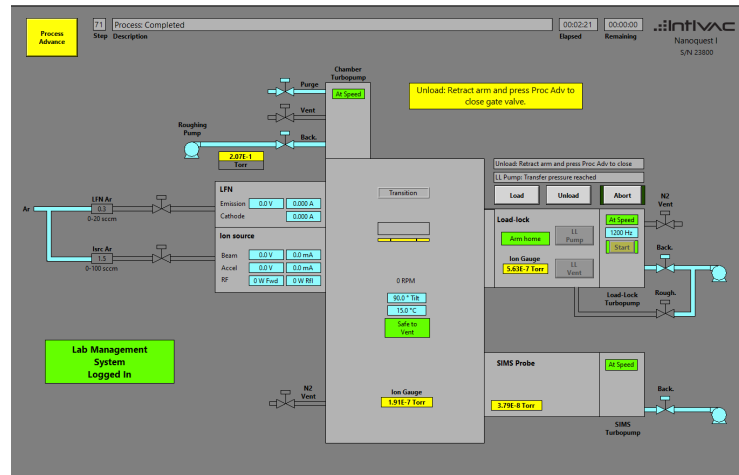 Process
Advance
71
Process: Completed
Step
Description
00:02:21
00:00:00
Elapsed
Remaining
IntIVac
Nanoquest I
S/N 23800
Chamber
Turbopump
At Speed
Purge
Vent
Back.
Roughing
Pump
2.07E-1
Torr
Unload: Retract arm and press Proc Adv to
close gate valve.
Unload: Retract arm and press Proc Adv to close
LL Pump: Transfer pressure reached
Load
Unload
Abort
N2
Vent
LFN
Emission
0.0 V
0.000 A
Cathode
0.000 A
LFN Ar
0.3
0-20 sccm
Ar
Isrc Ar
1.5
0-100 sccm
Ion source
Beam
0.0 V
0.0 mA
Accel
0.0 V
0.0 mA
RF
0 W Fwd
0 W Rfl
Transition
0 RPM
90.0 ° Tilt
15.0 °C
Safe to
Vent
Load-lock
Arm home
LL
Pump
Ion Gauge
5.63E-7 Torr
LL
Vent
At Speed
1200 Hz
Start
Back.
Load-Lock
Turbopump
Rough.
Lab Management
System
Logged In
N2
Vent
Ion Gauge
1.91E-7 Torr
SIMS Probe
3.79E-8 Torr
At Speed
Back.
SIMS
Turbopump